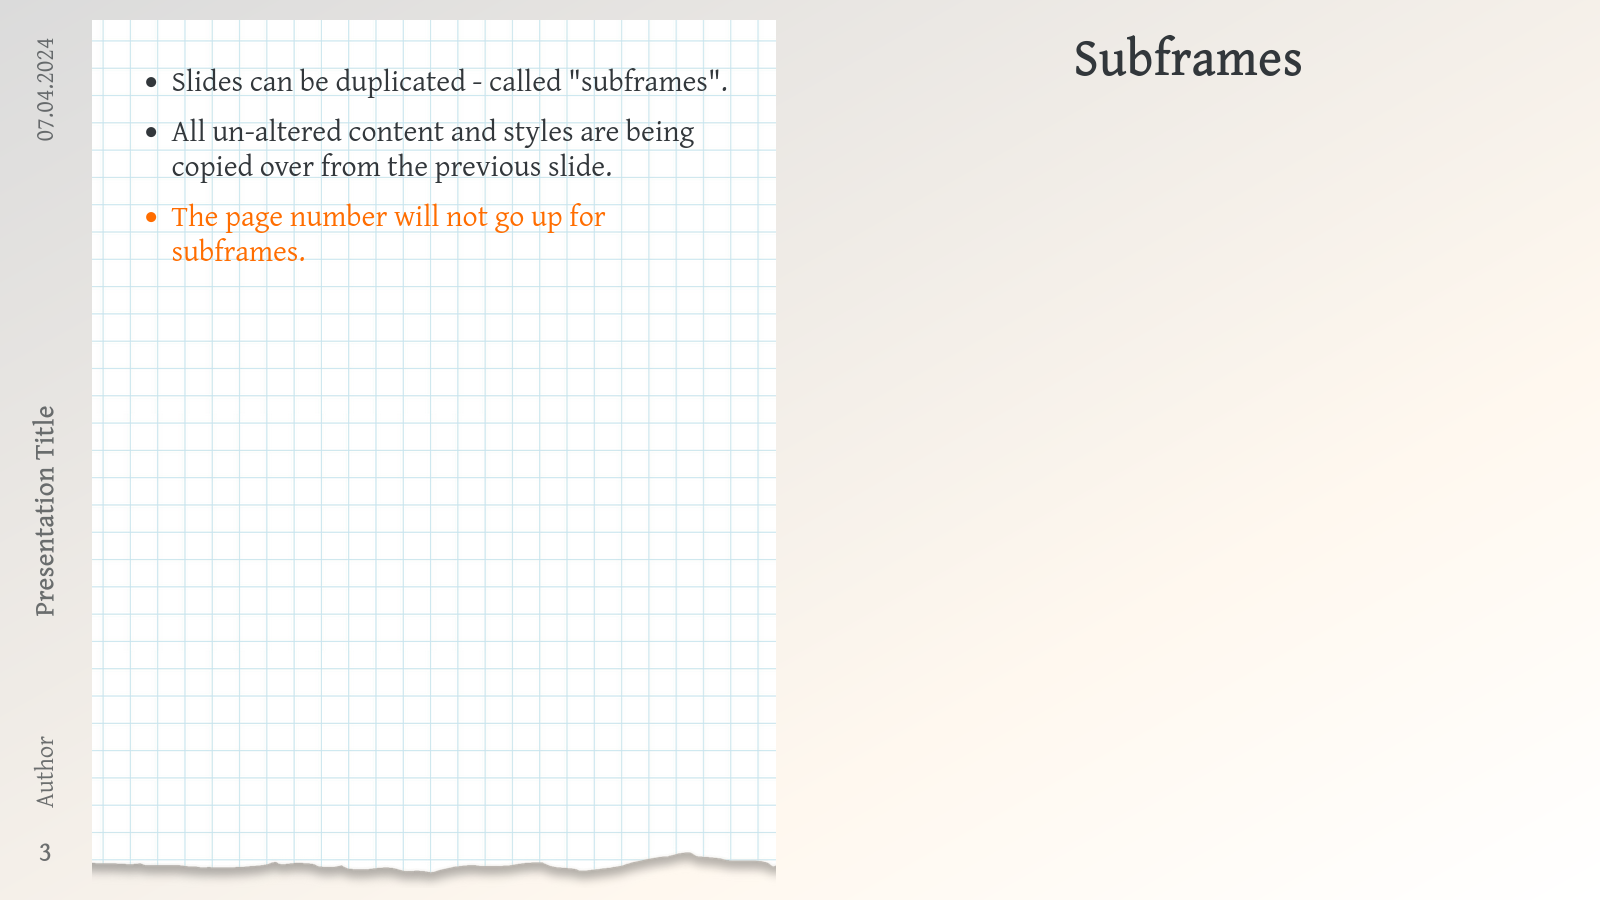 Subframes
• Slides can be duplicated - called "subframes".
• All un-altered content and styles are being
copied over from the previous slide.
• The page number will not go up for
subframes.
07.04.2024
Presentation Title
Author
3